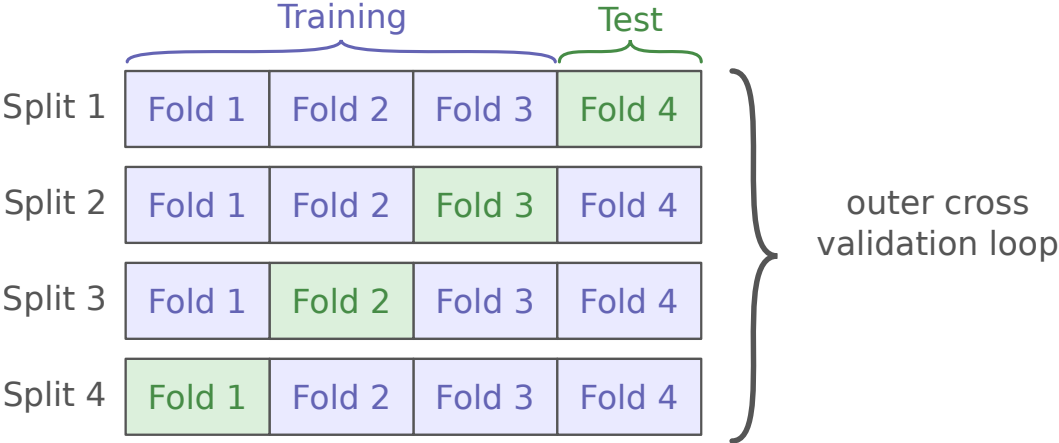 Training Test
Split 1 Fold 1 Fold 2 Fold 3 Fold 4
Split 2 Fold 1 Fold 2 Fold 3 Fold 4
outer cross
validation loop
Split 3 Fold 1 Fold 2 Fold 3 Fold 4
Split 4 Fold 1 Fold 2 Fold 3 Fold 4